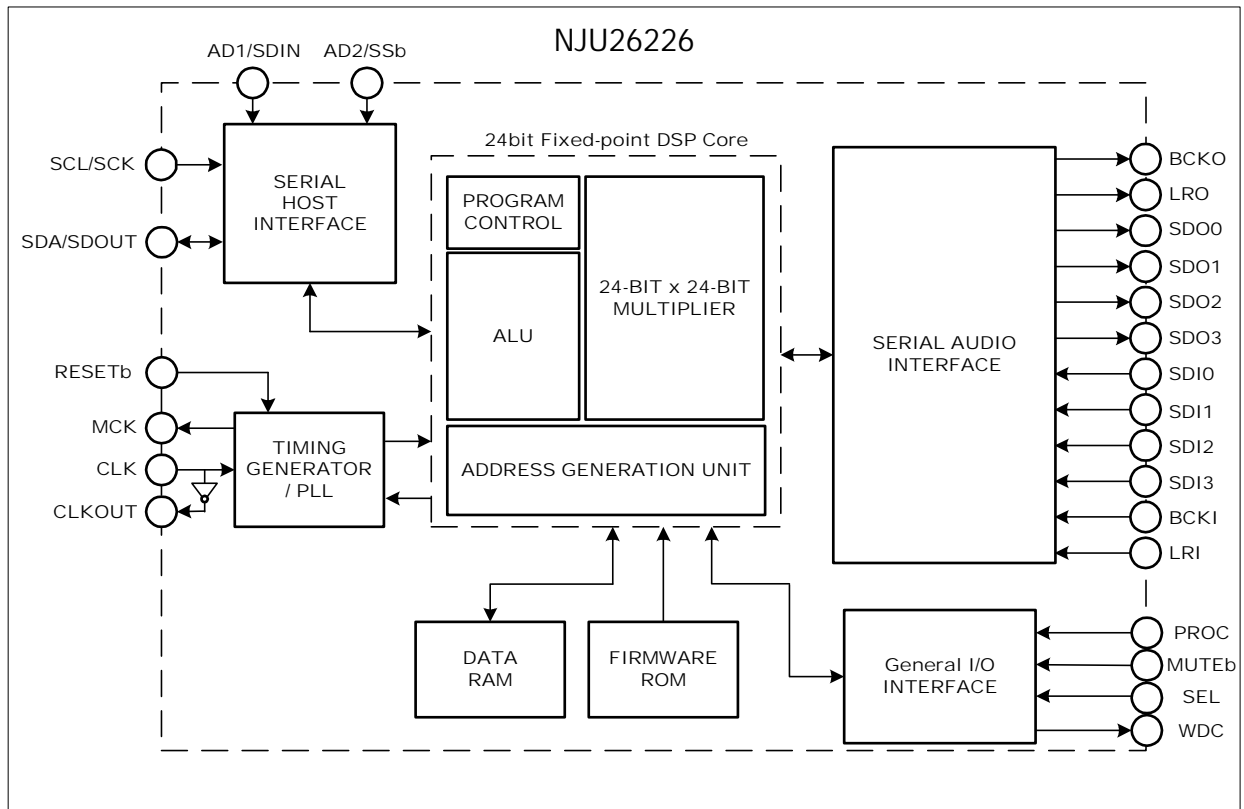 NJU26226
AD1/SDIN
AD2/SSb
24bit Fixed-point DSP Core
SCL/SCK
SDA/SDOUT
SERIAL
HOST
INTERFACE
PROGRAM
CONTROL
ALU
24-BIT x 24-BIT
MULTIPLIER
ADDRESS GENERATION UNIT
RESETb
MCK
CLK
CLKOUT
TIMING
GENERATOR
/ PLL
SERIAL AUDIO
INTERFACE
BCKO
LRO
SDO0
SDO1
SDO2
SDO3
SDI0
SDI1
SDI2
SDI3
BCKI
LRI
DATA
RAM
FIRMWARE
ROM
General I/O
INTERFACE
PROC
MUTEb
SEL
WDC